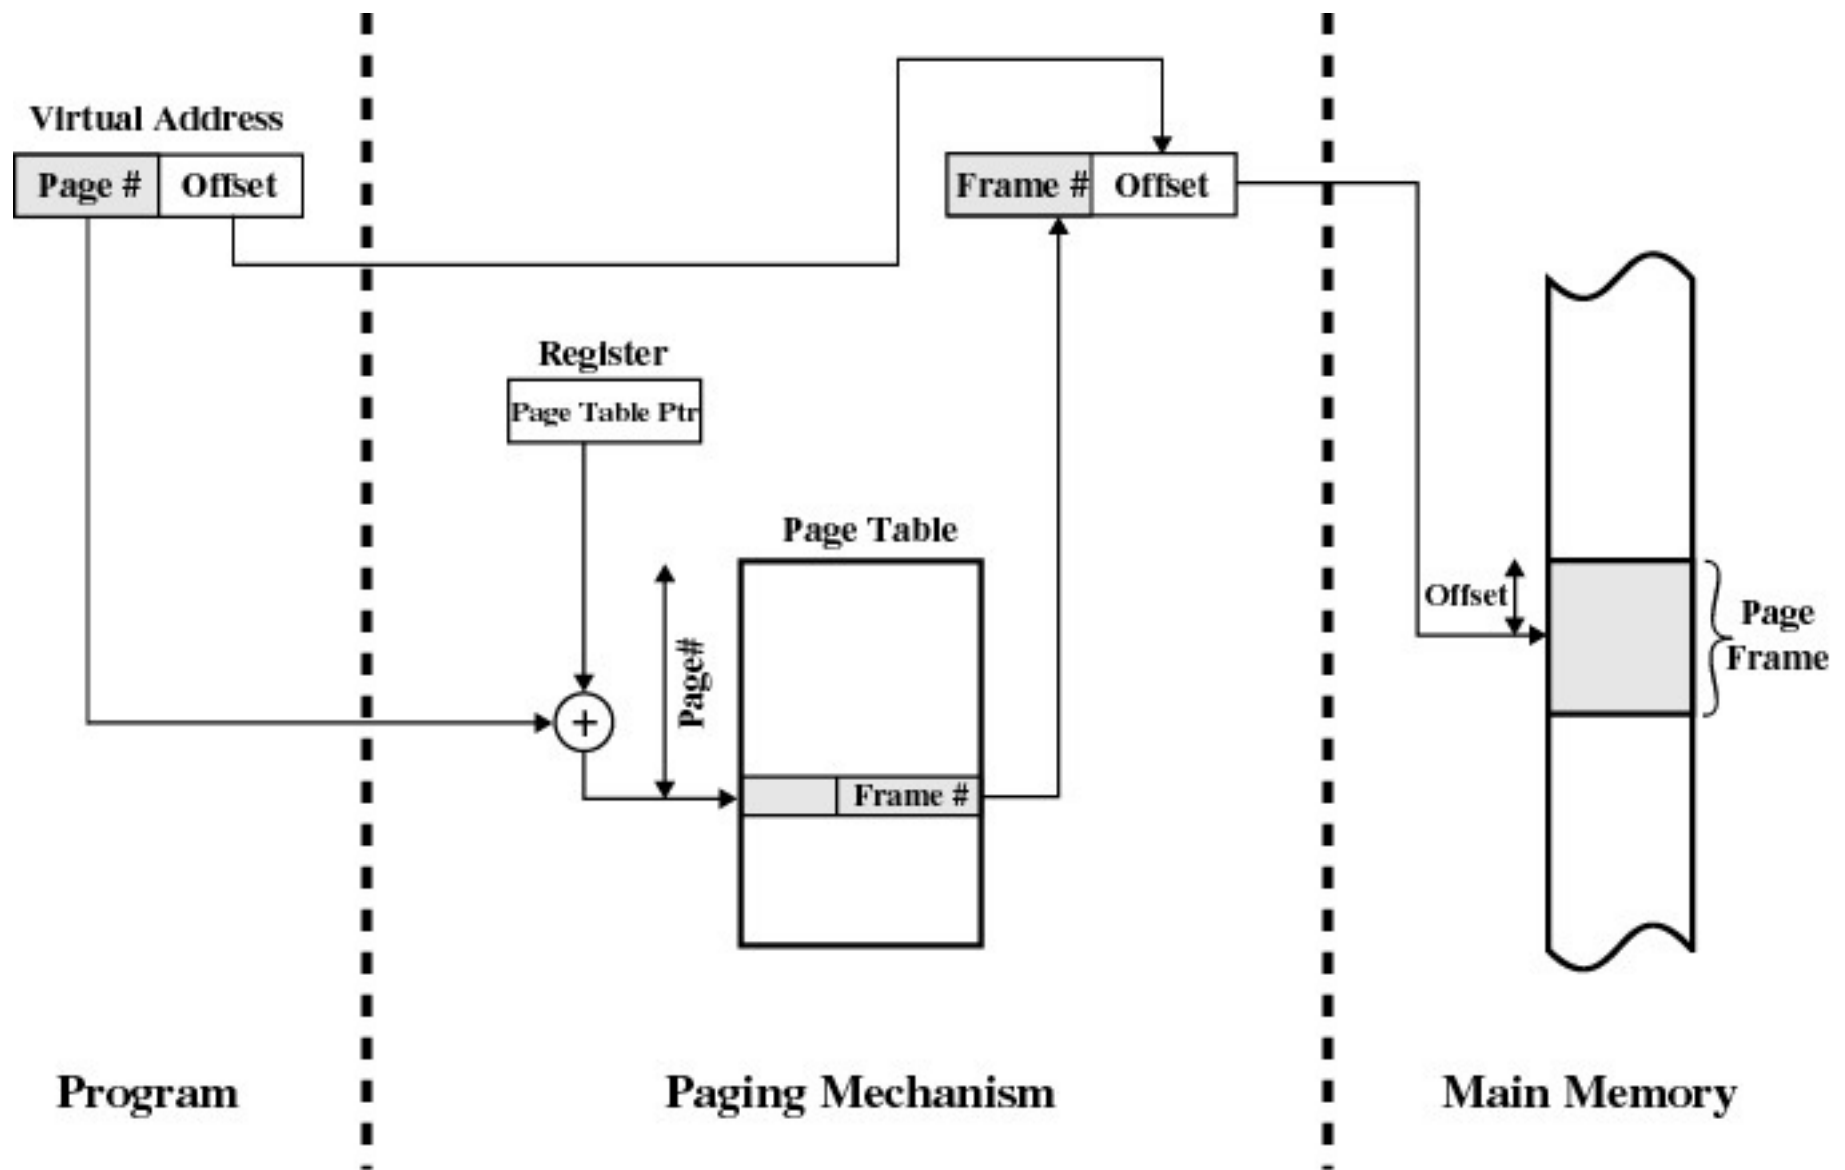 Virtual Address
Page # Offset
Frame # Offset
Register
Page Table Ptr
Page Table
Page#
Frame #
Offset
Page
Frame
Program
Paging Mechanism
Main Memory
+